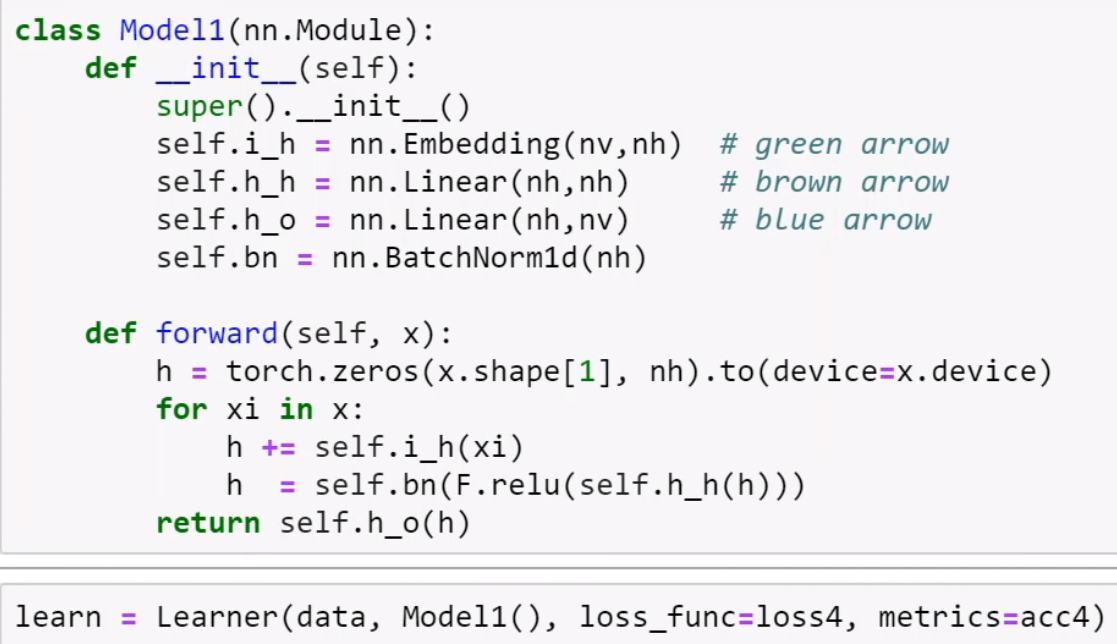 class Model1(nn.Module):
    def __init__(self):
        super().__init__()
        self.i_h = nn.Embedding(nv,nh)  # green arrow
        self.h_h = nn.Linear(nh,nh)     # brown arrow
        self.h_o = nn.Linear(nh,nv)     # blue arrow
        self.bn = nn.BatchNorm1d(nh)

    def forward(self, x):
        h = torch.zeros(x.shape[1], nh).to(device=x.device)
        for xi in x:
            h += self.i_h(xi)
            h  = self.bn(F.relu(self.h_h(h)))
        return self.h_o(h)

learn = Learner(data, Model1(), loss_func=loss4, metrics=acc4)